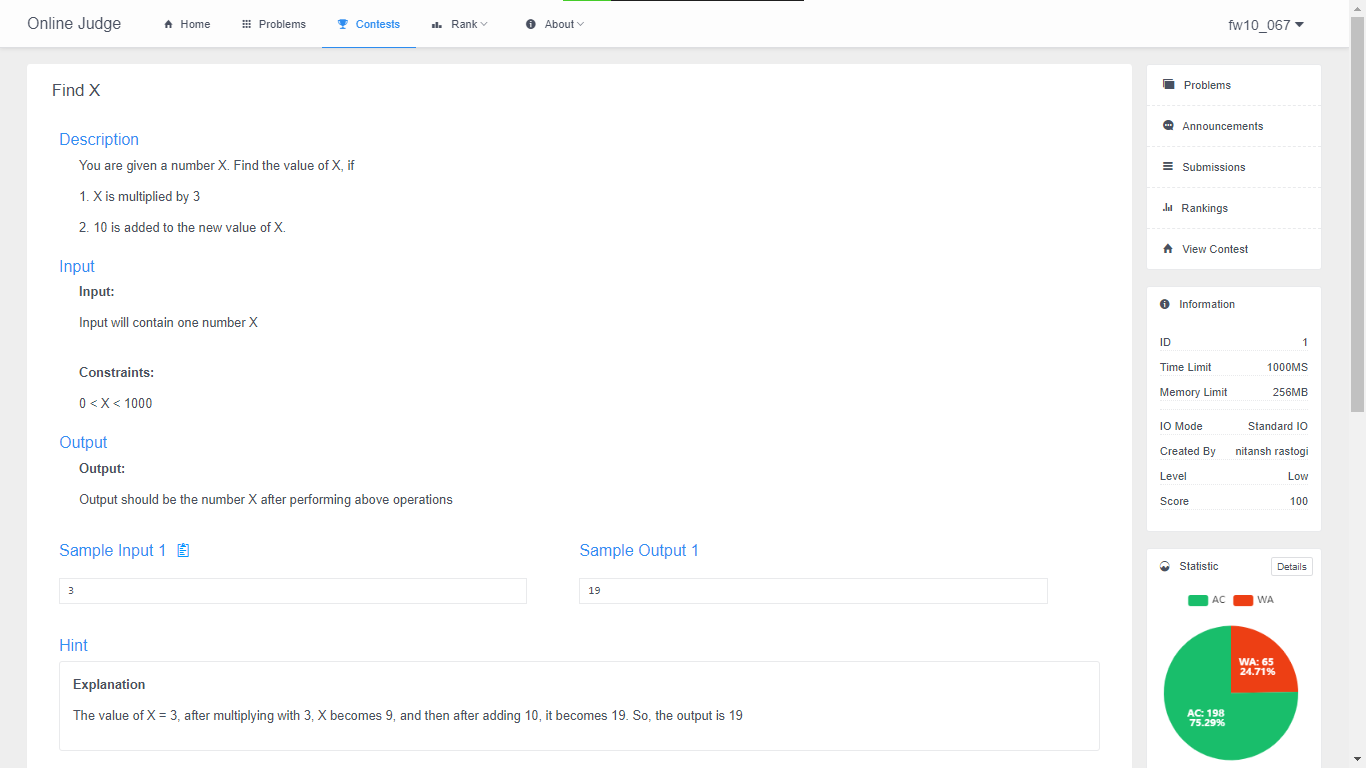 Online Judge Home Problems Contests Rank About fw10_067
Find X
Description
You are given a number X. Find the value of X, if
1. X is multiplied by 3
2. 10 is added to the new value of X.
Input
Input:
Input will contain one number X
Constraints:
0 < X < 1000
Output
Output:
Output should be the number X after performing above operations
Sample Input 1
3
Sample Output 1
19
Hint
Explanation
The value of X = 3, after multiplying with 3, X becomes 9, and then after adding 10, it becomes 19. So, the output is 19
Problems
Announcements
Submissions
Rankings
View Contest
Information
ID 1
Time Limit 1000MS
Memory Limit 256MB
IO Mode Standard IO
Created By nitansh rastogi
Level Low
Score 100
Statistic Details
AC WA
WA: 65
24.71%
AC: 198
75.29%